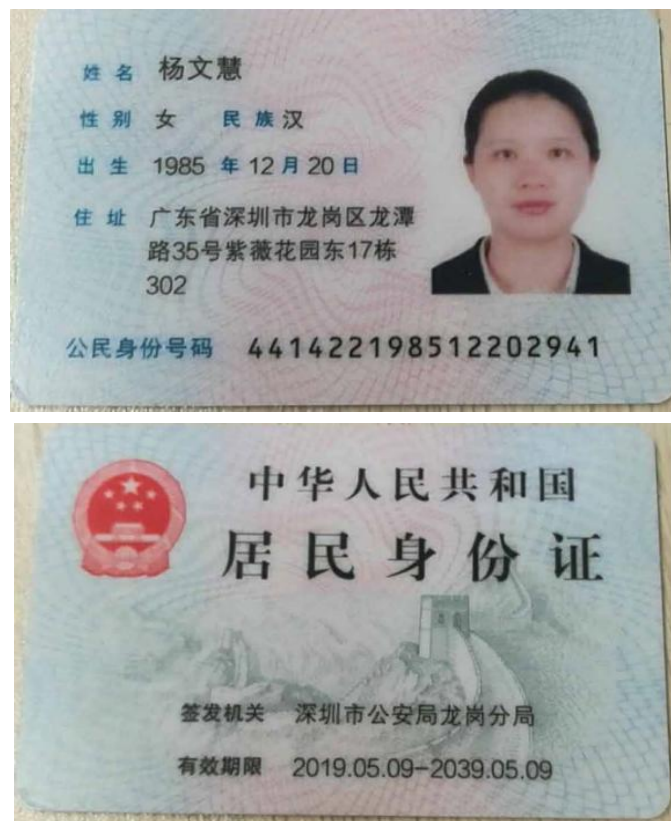 姓名 杨文慧
性别 女 民族 汉
出生 1985 年 12 月 20 日
住址 广东省深圳市龙岗区龙潭
路35号紫薇花园东17栋
302
公民身份号码 441422198512202941
中华人民共和国
居民身份证
签发机关 深圳市公安局龙岗分局
有效期限 2019.05.09-2039.05.09